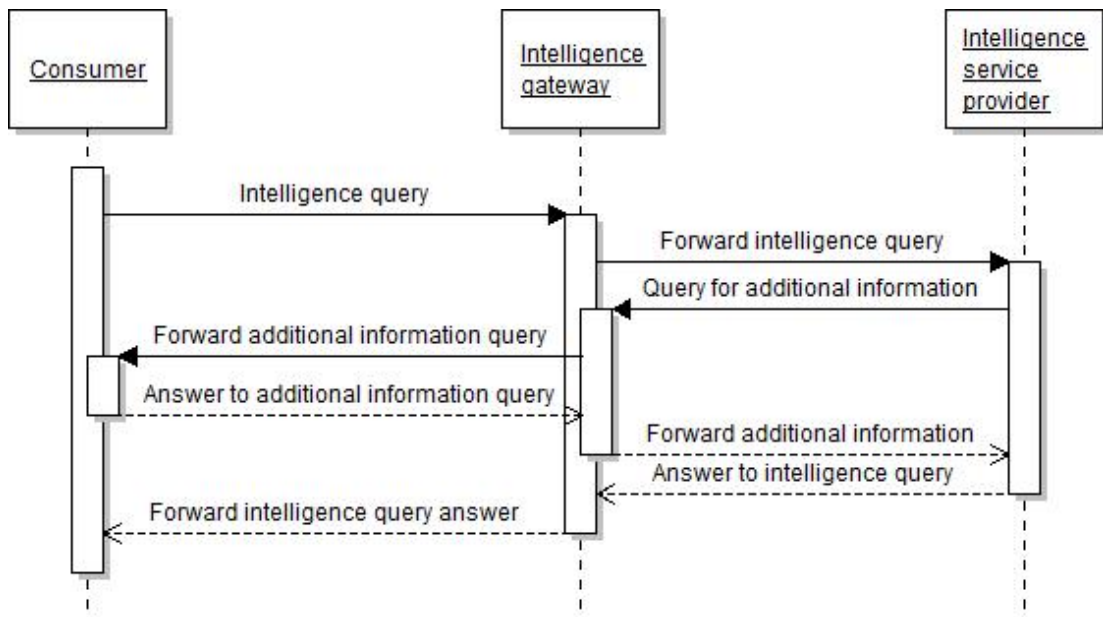 Consumer
Intelligence
gateway
Intelligence
service
provider
Intelligence query
Forward intelligence query
Query for additional information
Forward additional information query
Answer to additional information query
Forward additional information
Answer to intelligence query
Forward intelligence query answer